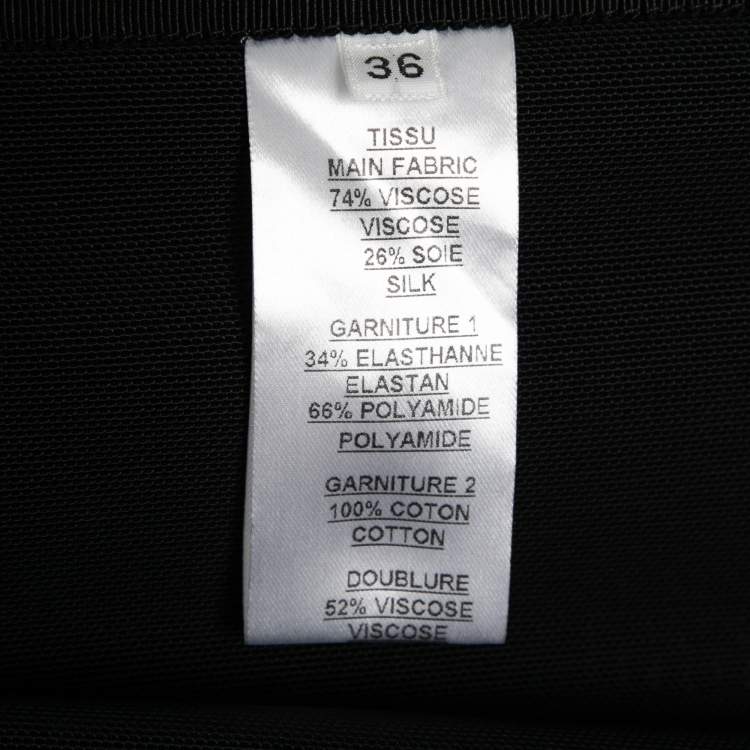 36
TISSU
MAIN FABRIC
74% VISCOSE
VISCOSE
26% SOIE
SILK
GARNITURE 1
34% ELASTHANNE
ELASTAN
66% POLYAMIDE
POLYAMIDE
GARNITURE 2
100% COTON
COTTON
DOUBLURE
52% VISCOSE
VISCOSE